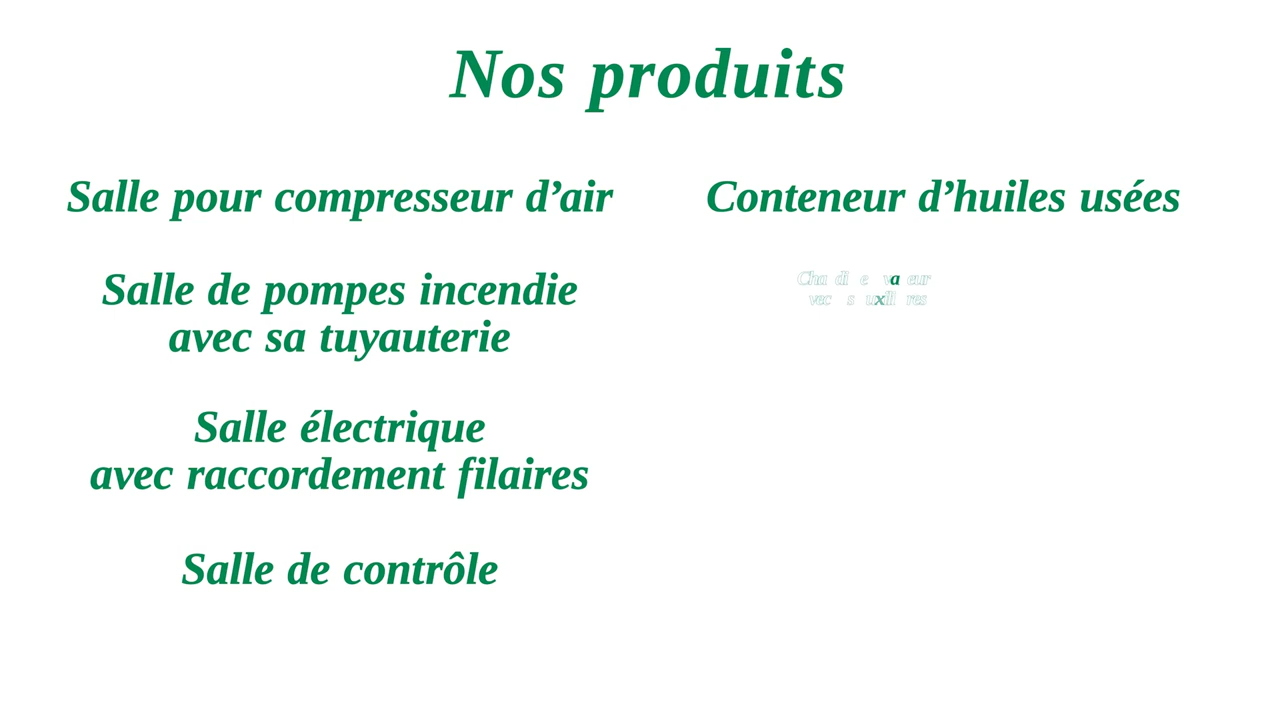 Nos produits
Salle pour compresseur d’air
Salle de pompes incendie
avec sa tuyauterie
Salle électrique
avec raccordement filaires
Salle de contrôle
Conteneur d’huiles usées